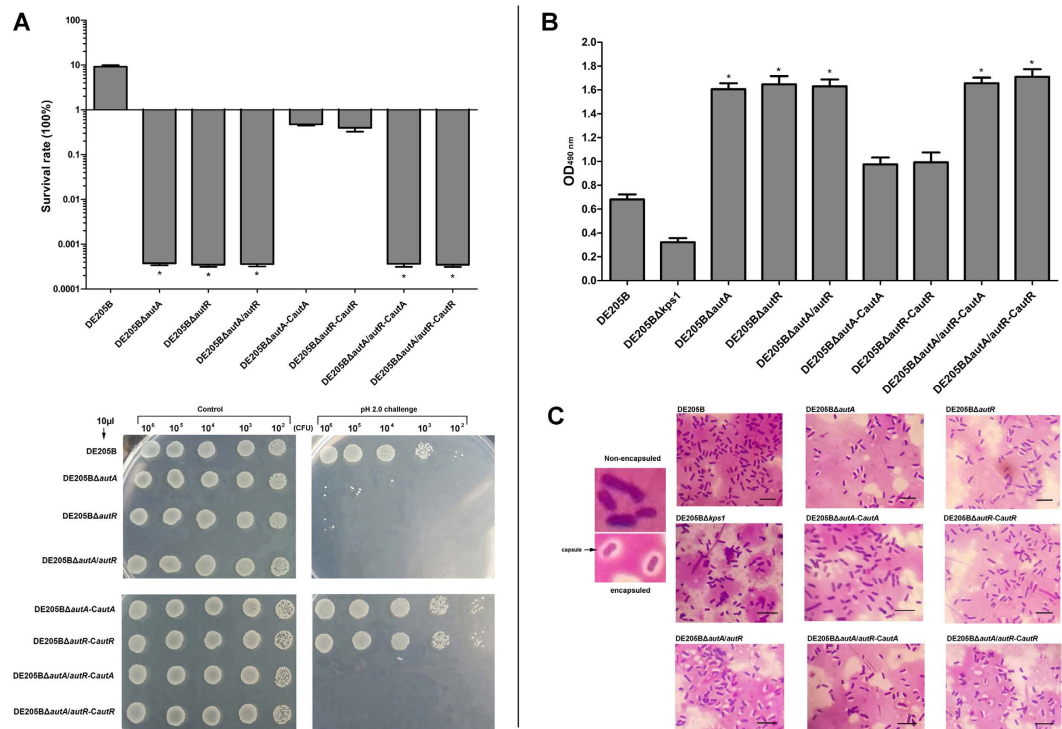 A
Survival rate (100%)
100
10
1
0.1
0.01
0.001
0.0001
DE205B
DE205BΔautA
DE205BΔautR
DE205BΔautA/autR
DE205BΔautA-CautA
DE205BΔautR-CautR
DE205BΔautA/autR-CautA
DE205BΔautA/autR-CautR
* * * * *
Control pH 2.0 challenge
10µl
10⁶ 10⁵ 10⁴ 10³ 10² (CFU) 10⁶ 10⁵ 10⁴ 10³ 10²
DE205B
DE205BΔautA
DE205BΔautR
DE205BΔautA/autR
DE205BΔautA-CautA
DE205BΔautR-CautR
DE205BΔautA/autR-CautA
DE205BΔautA/autR-CautR
B
OD490 nm
2.0
1.8
1.6
1.4
1.2
1.0
0.8
0.6
0.4
0.2
0.0
* * * * *
DE205B
DE205BΔkps1
DE205BΔautA
DE205BΔautR
DE205BΔautA/autR
DE205BΔautA-CautA
DE205BΔautR-CautR
DE205BΔautA/autR-CautA
DE205BΔautA/autR-CautR
C
Non-encapsuled
capsule
encapsuled
DE205B DE205BΔautA DE205BΔautR
DE205BΔkps1 DE205BΔautA-CautA DE205BΔautR-CautR
DE205BΔautA/autR DE205BΔautA/autR-CautA DE205BΔautA/autR-CautR